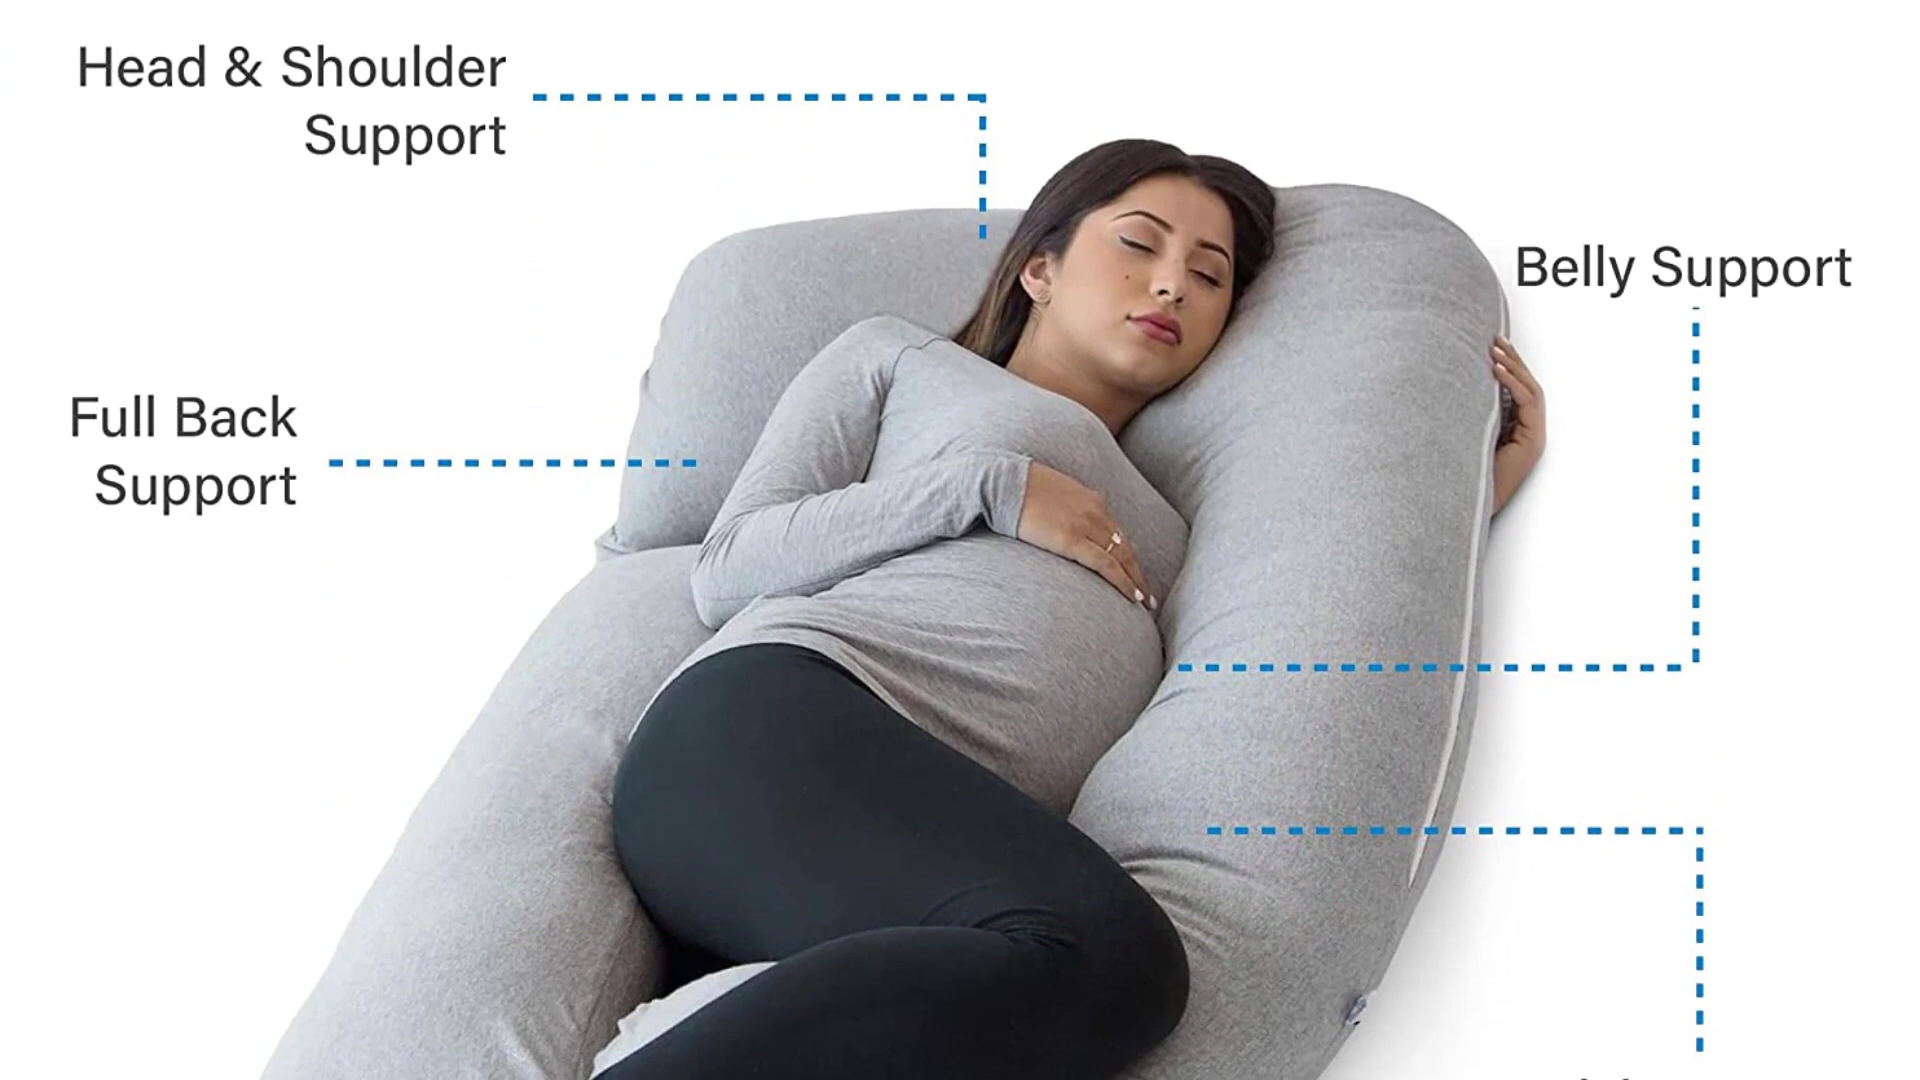 Head & Shoulder
Support
Belly Support
Full Back
Support